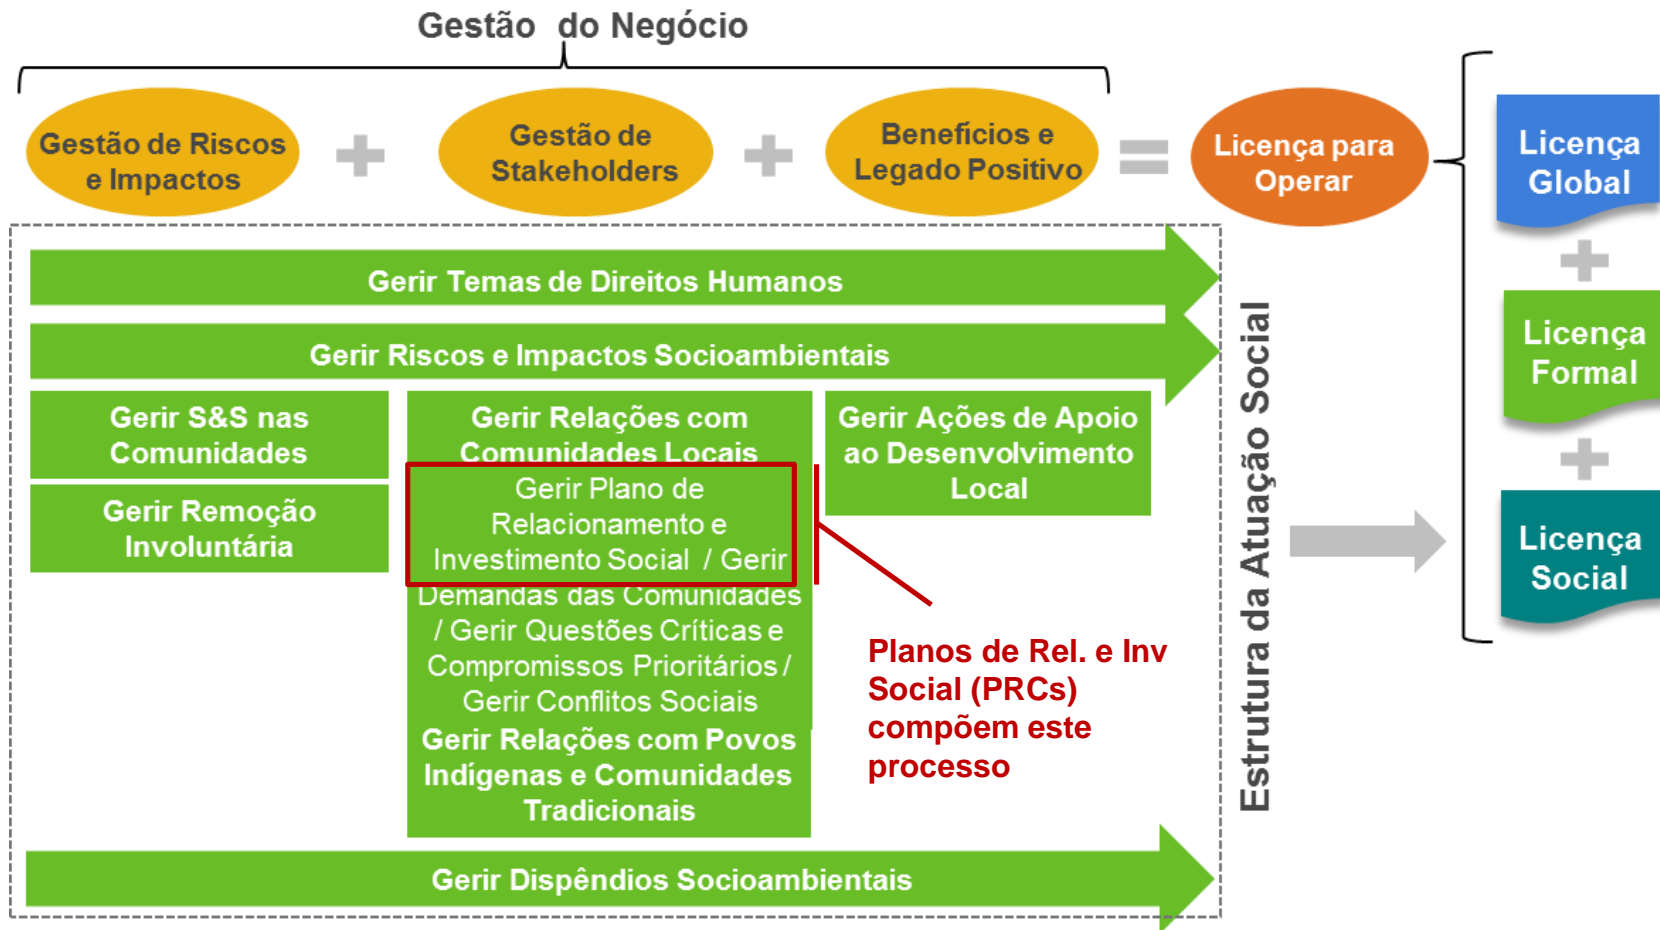 Gestão do Negócio
Gestão de Riscos
e Impactos
Gestão de
Stakeholders
Benefícios e
Legado Positivo
Licença para
Operar
Licença
Global
Licença
Formal
Licença
Social
Gerir Temas de Direitos Humanos
Gerir Riscos e Impactos Socioambientais
Gerir S&S nas
Comunidades
Gerir Remoção
Involuntária
Gerir Relações com
Comunidades Locais
Gerir Plano de
Relacionamento e
Investimento Social / Gerir
Demandas das Comunidades
/ Gerir Questões Críticas e
Compromissos Prioritários /
Gerir Conflitos Sociais
Gerir Relações com Povos
Indígenas e Comunidades
Tradicionais
Gerir Ações de Apoio
ao Desenvolvimento
Local
Planos de Rel. e Inv
Social (PRCs)
compõem este
processo
Gerir Dispêndios Socioambientais
Estrutura da Atuação Social